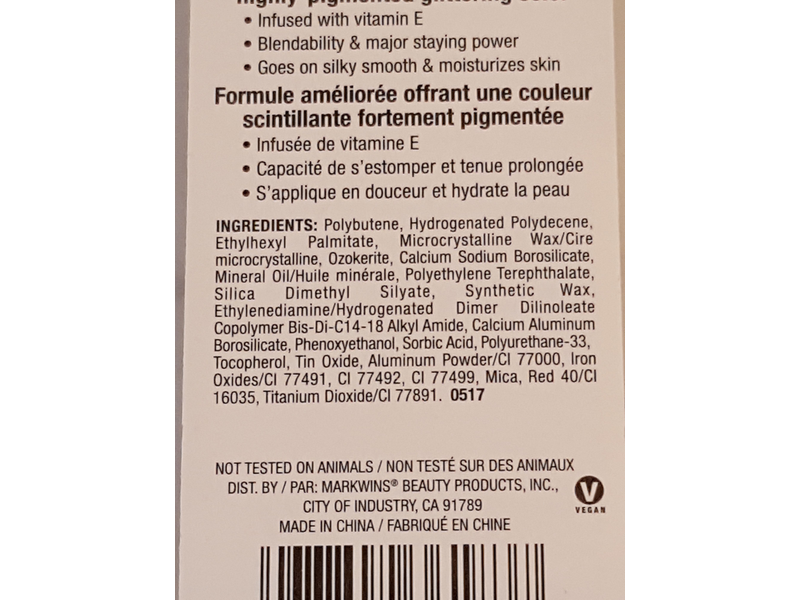 highly-pigmented glittering color
• Infused with vitamin E
• Blendability & major staying power
• Goes on silky smooth & moisturizes skin
Formule améliorée offrant une couleur
scintillante fortement pigmentée
• Infusée de vitamine E
• Capacité de s'estomper et tenue prolongée
• S'applique en douceur et hydrate la peau
INGREDIENTS: Polybutene, Hydrogenated Polydecene,
Ethylhexyl Palmitate, Microcrystalline Wax/Cire
microcrystalline, Ozokerite, Calcium Sodium Borosilicate,
Mineral Oil/Huile minérale, Polyethylene Terephthalate,
Silica Dimethyl Silyate, Synthetic Wax,
Ethylenediamine/Hydrogenated Dimer Dilinoleate
Copolymer Bis-Di-C14-18 Alkyl Amide, Calcium Aluminum
Borosilicate, Phenoxyethanol, Sorbic Acid, Polyurethane-33,
Tocopherol, Tin Oxide, Aluminum Powder/CI 77000, Iron
Oxides/CI 77491, CI 77492, CI 77499, Mica, Red 40/CI
16035, Titanium Dioxide/CI 77891. 0517
NOT TESTED ON ANIMALS / NON TESTÉ SUR DES ANIMAUX
DIST. BY / PAR: MARKWINS® BEAUTY PRODUCTS, INC.,
CITY OF INDUSTRY, CA 91789
MADE IN CHINA / FABRIQUÉ EN CHINE
V
VEGAN